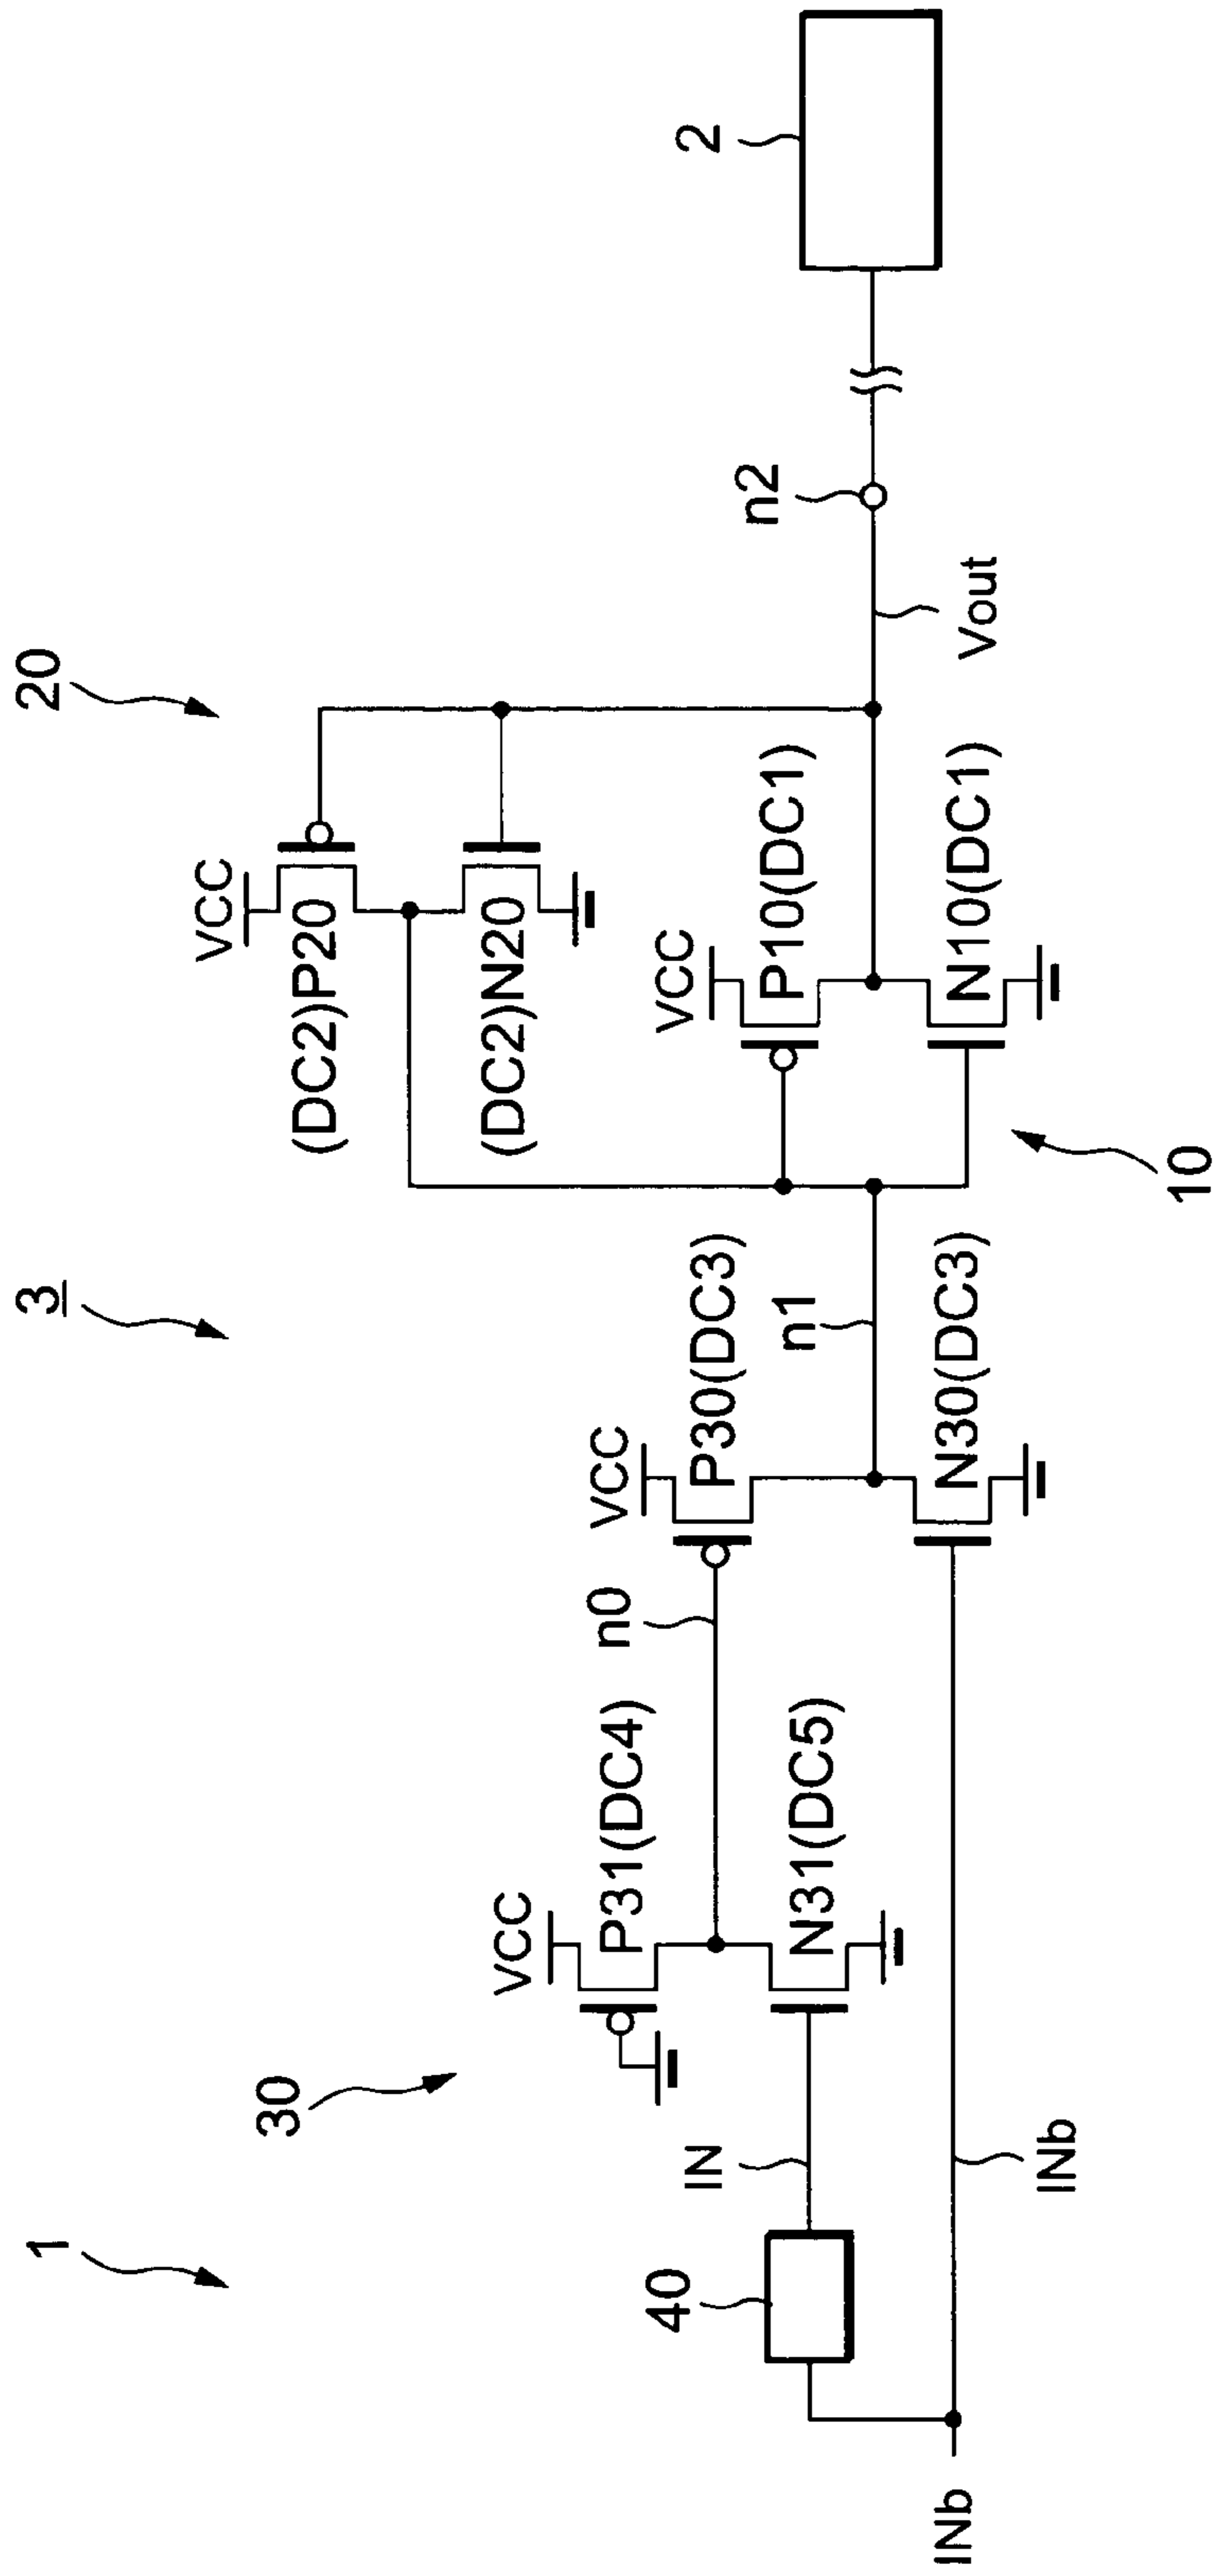 1
3
20
30
10
VCC
(DC2)P20
(DC2)N20
VCC
P10(DC1)
N10(DC1)
Vout
n2
2
VCC
P30(DC3)
N30(DC3)
n1
n0
VCC
P31(DC4)
N31(DC5)
IN
40
INb
INb